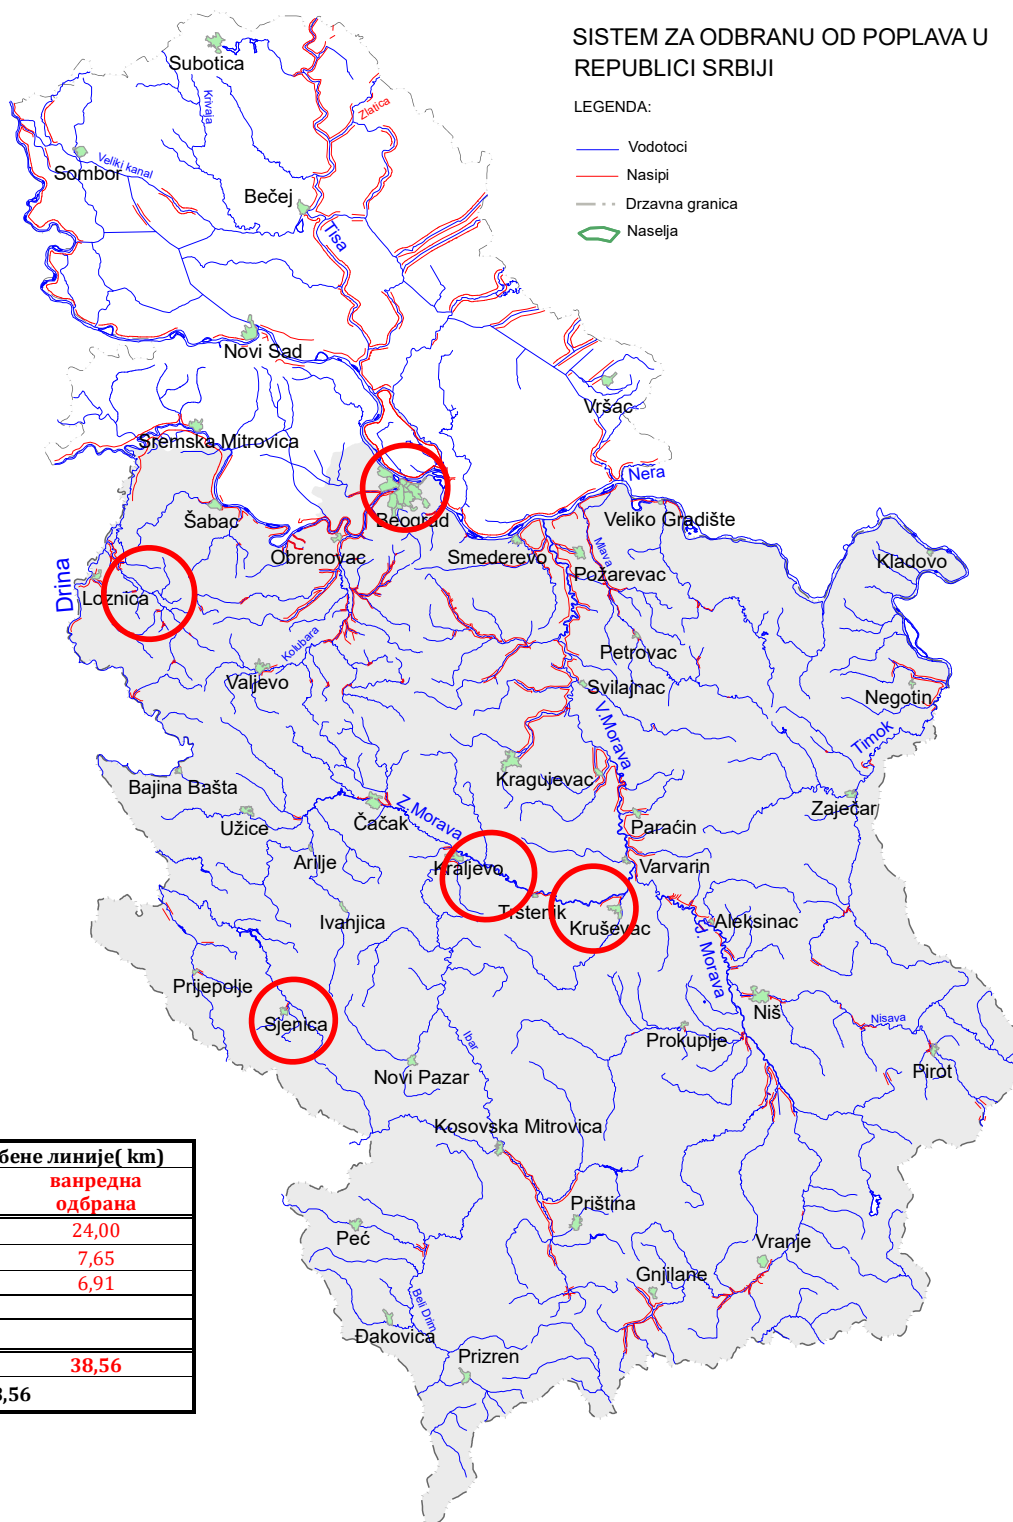 SISTEM ZA ODBRANU OD POPLAVA U
REPUBLICI SRBIJI
LEGENDA:
Vodotoci
Nasipi
Drzavna granica
Naselja
Subotica
Krivaja
Zlatica
Sombor
Veliki kanal
Bečej
Tisa
Novi Sad
Vršac
Sremska Mitrovica
Nera
Beograd
Veliko Gradište
Šabac
Obrenovac
Smederevo
Mlava
Kladovo
Požarevac
Drina
Loznica
Kolubara
Petrovac
Valjevo
Svilajnac
Negotin
V.Morava
Timok
Bajina Bašta
Kragujevac
Z.Morava
Zaječar
Užice
Čačak
Paraćin
Arilje
Kraljevo
Varvarin
Ivanjica
Trstenik
Kruševac
Aleksinac
J. Morava
Prijepolje
Sjenica
Niš
Nisava
Ibar
Prokuplje
Novi Pazar
Pirot
Kosovska Mitrovica
Priština
Peć
Vranje
Gnjilane
Beli Drim
Đakovica
Prizren
бене линије( km)
ванредна
одбрана
24,00
7,65
6,91
38,56
,56